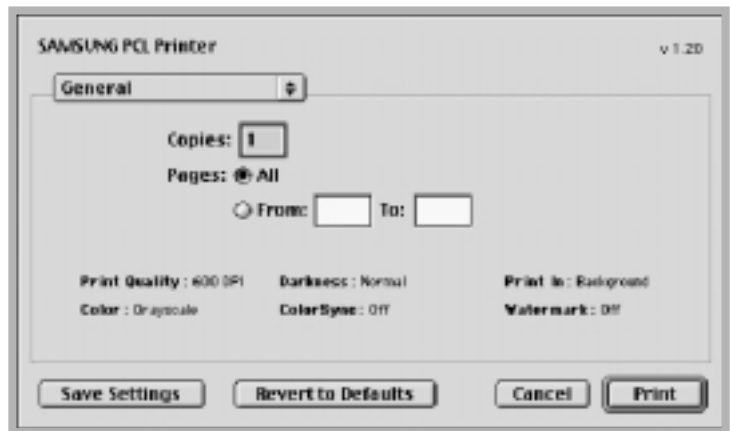 SAMSUNG PCL Printer
v 1.20
General
Copies: 1
Pages: All
From: To:
Print Quality : 600 DPI Darkness : Normal Print In : Background
Color : Grayscale ColorSync : Off Watermark : Off
Save Settings Revert to Defaults Cancel Print